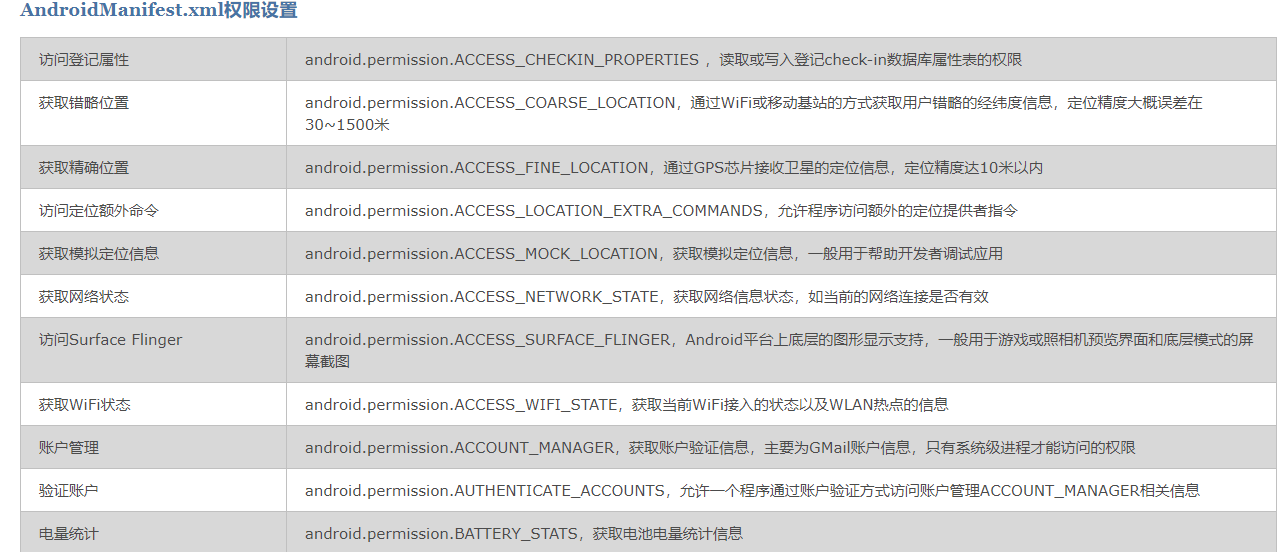 AndroidManifest.xml权限设置
访问登记属性
android.permission.ACCESS_CHECKIN_PROPERTIES ，读取或写入登记check-in数据库属性表的权限
获取错略位置
android.permission.ACCESS_COARSE_LOCATION，通过WiFi或移动基站的方式获取用户错略的经纬度信息，定位精度大概误差在
30~1500米
获取精确位置
android.permission.ACCESS_FINE_LOCATION，通过GPS芯片接收卫星的定位信息，定位精度达10米以内
访问定位额外命令
android.permission.ACCESS_LOCATION_EXTRA_COMMANDS，允许程序访问额外的定位提供者指令
获取模拟定位信息
android.permission.ACCESS_MOCK_LOCATION，获取模拟定位信息，一般用于帮助开发者调试应用
获取网络状态
android.permission.ACCESS_NETWORK_STATE，获取网络信息状态，如当前的网络连接是否有效
访问Surface Flinger
android.permission.ACCESS_SURFACE_FLINGER，Android平台上底层的图形显示支持，一般用于游戏或照相机预览界面和底层模式的屏
幕截图
获取WiFi状态
android.permission.ACCESS_WIFI_STATE，获取当前WiFi接入的状态以及WLAN热点的信息
账户管理
android.permission.ACCOUNT_MANAGER，获取账户验证信息，主要为GMail账户信息，只有系统级进程才能访问的权限
验证账户
android.permission.AUTHENTICATE_ACCOUNTS，允许一个程序通过账户验证方式访问账户管理ACCOUNT_MANAGER相关信息
电量统计
android.permission.BATTERY_STATS，获取电池电量统计信息